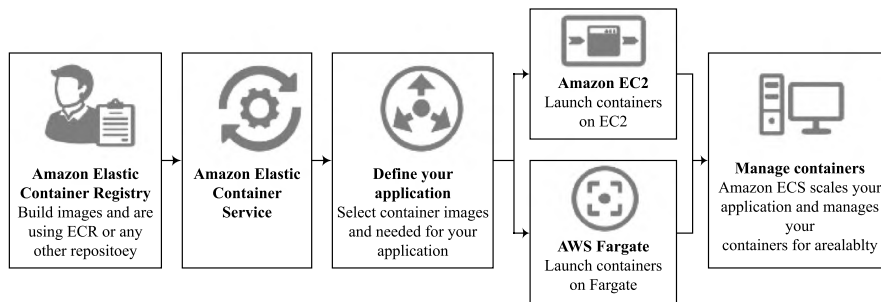 Amazon Elastic
Container Registry
Build images and are
using ECR or any
other repositoey
Amazon Elastic
Container
Service
Define your
application
Select container images
and needed for your
application
Amazon EC2
Launch containers
on EC2
AWS Fargate
Launch containers
on Fargate
Manage containers
Amazon ECS scales your
application and manages
your
containers for arealablty